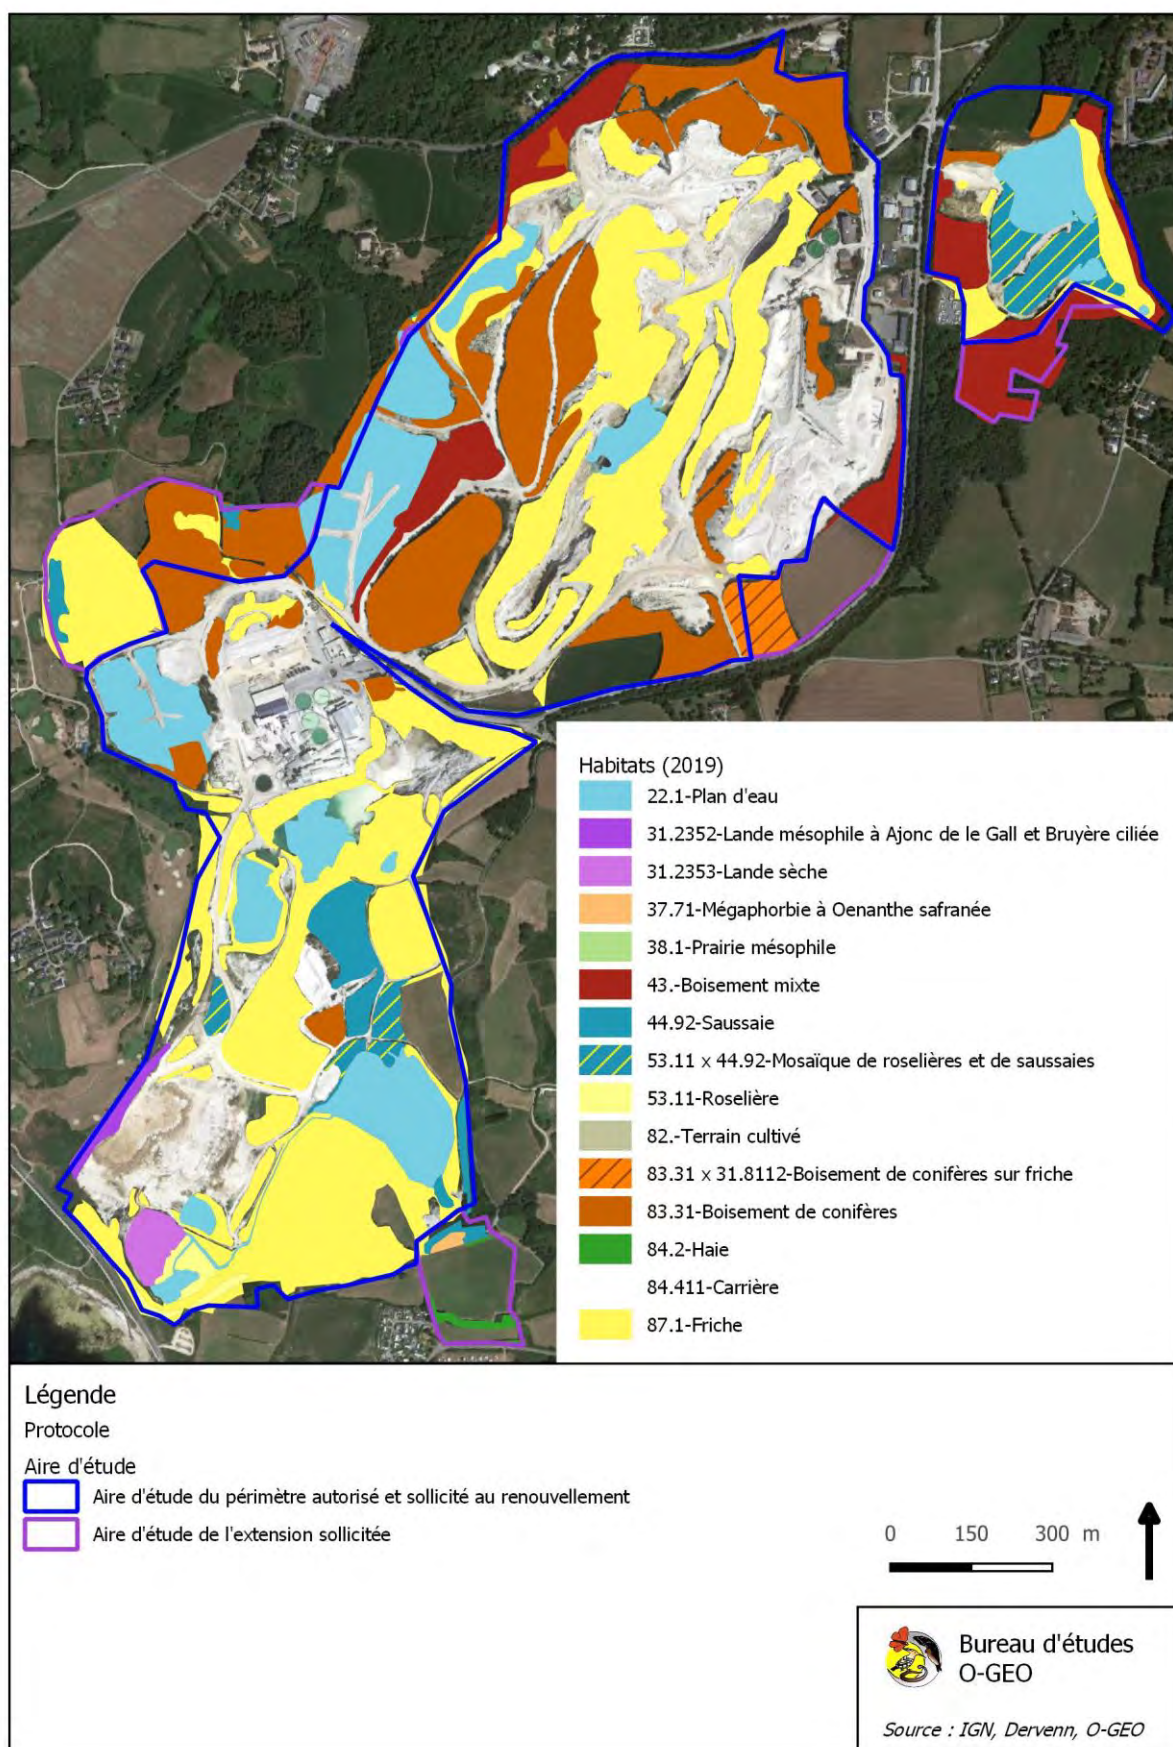 Habitats (2019)
22.1-Plan d'eau
31.2352-Lande mésophile à Ajonc de le Gall et Bruyère ciliée
31.2353-Lande sèche
37.71-Mégaphorbie à Oenanthe safranée
38.1-Prairie mésophile
43.-Boisement mixte
44.92-Saussaie
53.11 x 44.92-Mosaïque de roselières et de saussaies
53.11-Roselière
82.-Terrain cultivé
83.31 x 31.8112-Boisement de conifères sur friche
83.31-Boisement de conifères
84.2-Haie
84.411-Carrière
87.1-Friche
Légende
Protocole
Aire d'étude
Aire d'étude du périmètre autorisé et sollicité au renouvellement
Aire d'étude de l'extension sollicitée
0 150 300 m
Bureau d'études
O-GEO
Source : IGN, Dervenn, O-GEO